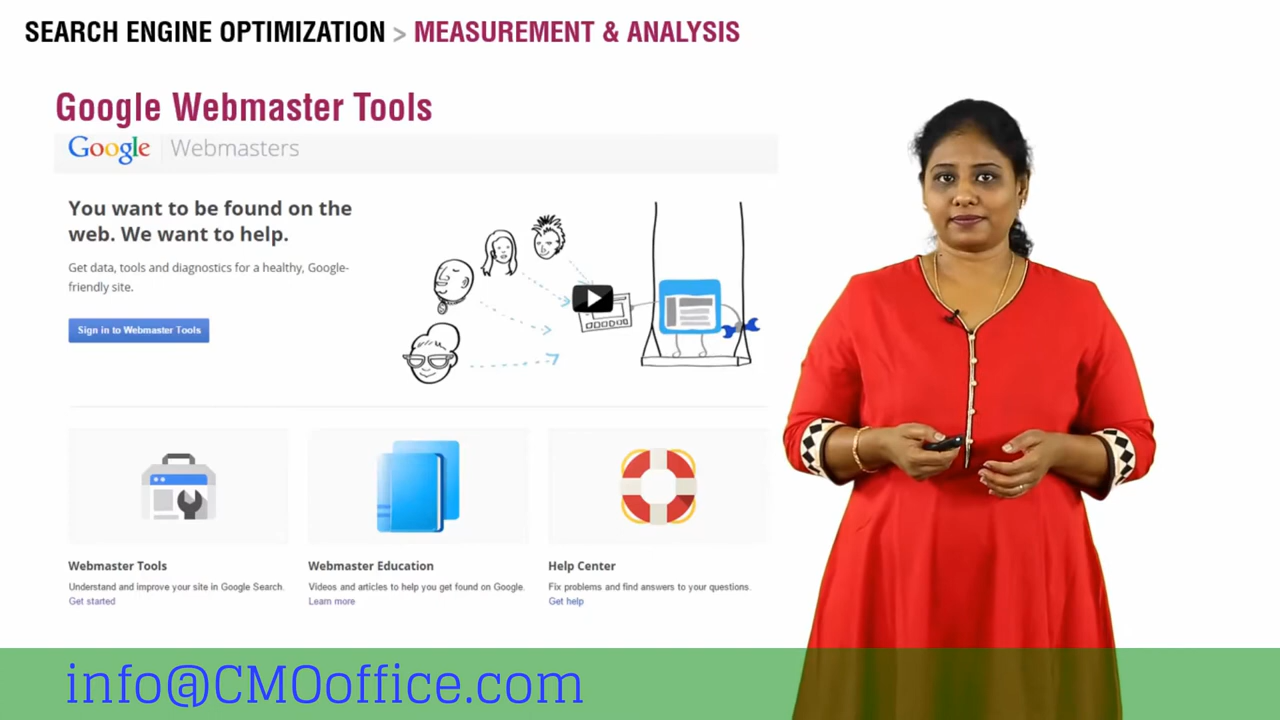 SEARCH ENGINE OPTIMIZATION > MEASUREMENT & ANALYSIS
Google Webmaster Tools
Google Webmasters
You want to be found on the
web. We want to help.
Get data, tools and diagnostics for a healthy, Google-
friendly site.
Sign in to Webmaster Tools
Webmaster Tools
Understand and improve your site in Google Search.
Get started
Webmaster Education
Videos and articles to help you get found on Google.
Learn more
Help Center
Fix problems and find answers to your questions.
Get help
info@CMOoffice.com